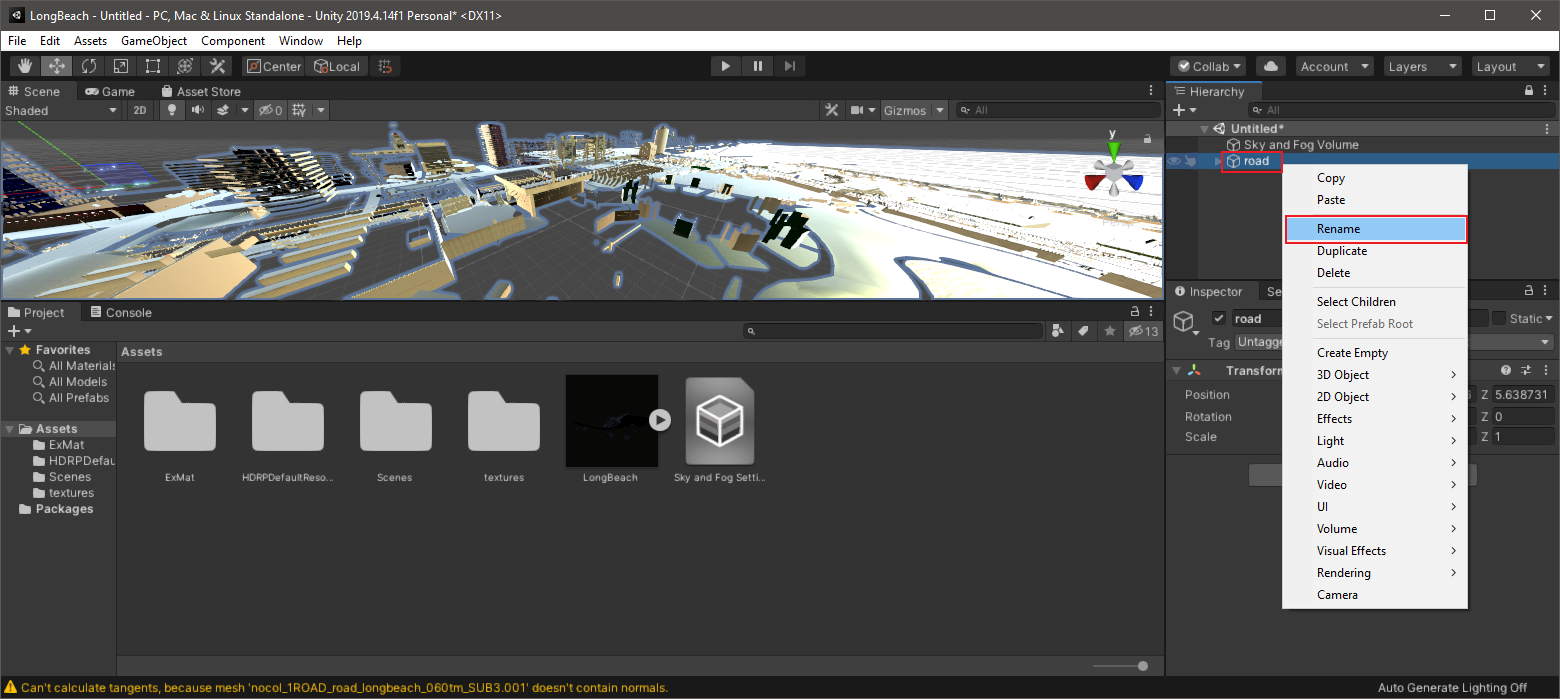 LongBeach - Untitled - PC, Mac & Linux Standalone - Unity 2019.4.14f1 Personal* <DX11>
File Edit Assets GameObject Component Window Help
Center Local Collab Account Layers Layout
Scene Game Asset Store
Shaded 2D 0 Gizmos All
y
Hierarchy
All
Untitled*
Sky and Fog Volume
road
Copy
Paste
Rename
Duplicate
Delete
Select Children
Select Prefab Root
Create Empty
3D Object
2D Object
Effects
Light
Audio
Video
UI
Volume
Visual Effects
Rendering
Camera
Inspector Se
road Static
Tag Untagge
Transform
Position Z 5.638731
Rotation Z 0
Scale Z 1
Project Console
13
Favorites
All Materials
All Models
All Prefabs
Assets
ExMat
HDRPDefau
Scenes
textures
Packages
Assets
ExMat HDRPDefaultReso... Scenes textures LongBeach Sky and Fog Setti...
Can't calculate tangents, because mesh 'nocol_1ROAD_road_longbeach_060tm_SUB3.001' doesn't contain normals.
Auto Generate Lighting Off